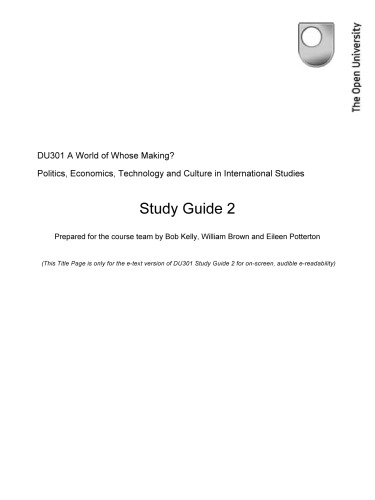 The Open University
DU301 A World of Whose Making?
Politics, Economics, Technology and Culture in International Studies
Study Guide 2
Prepared for the course team by Bob Kelly, William Brown and Eileen Potterton
(This Title Page is only for the e-text version of DU301 Study Guide 2 for on-screen, audible e-readability)